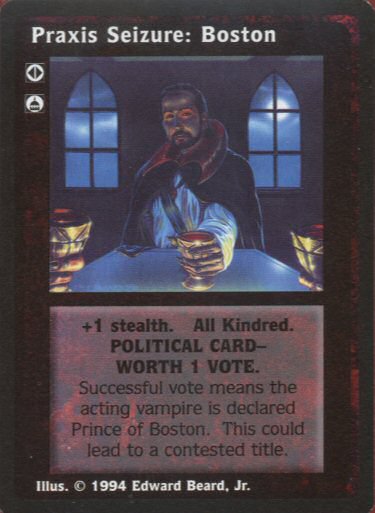 Praxis Seizure: Boston
+1 stealth. All Kindred.
POLITICAL CARD–
WORTH 1 VOTE.
Successful vote means the
acting vampire is declared
Prince of Boston. This could
lead to a contested title.
Illus. © 1994 Edward Beard, Jr.